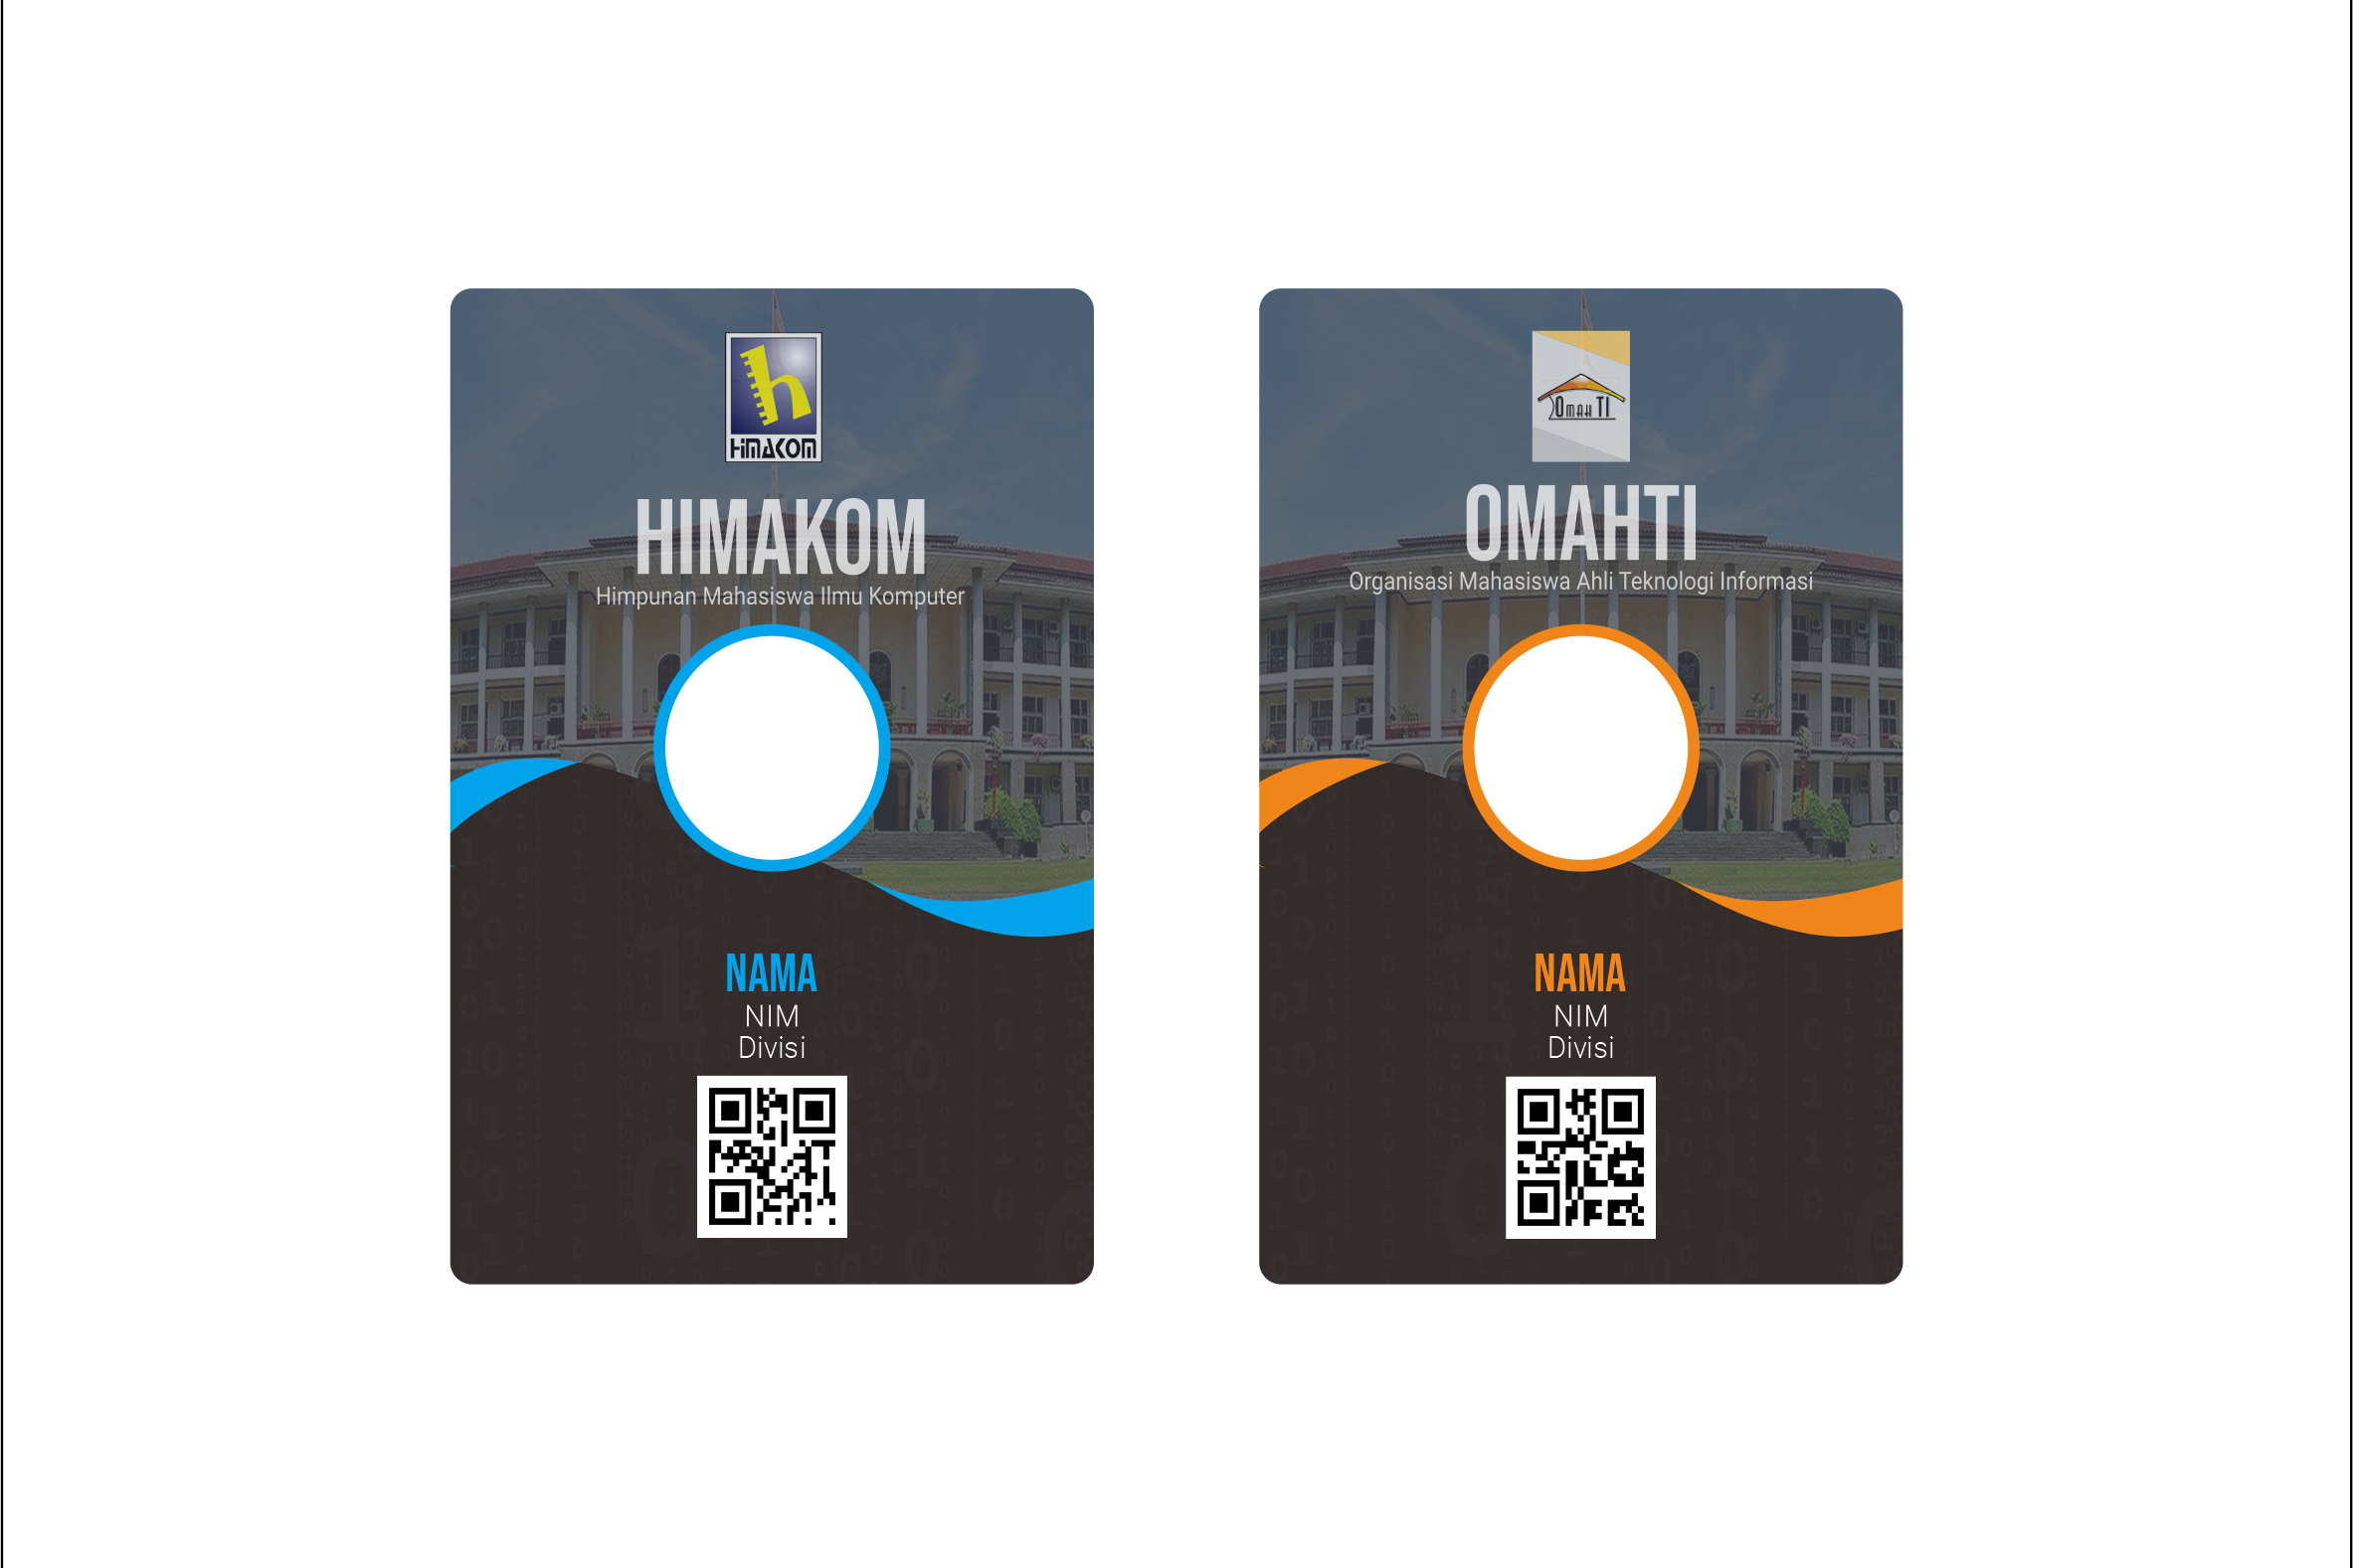 HIMAKOM
HIMAKOM
Himpunan Mahasiswa Ilmu Komputer
NAMA
NIM
Divisi
OMAH TI
OMAHTI
Organisasi Mahasiswa Ahli Teknologi Informasi
NAMA
NIM
Divisi